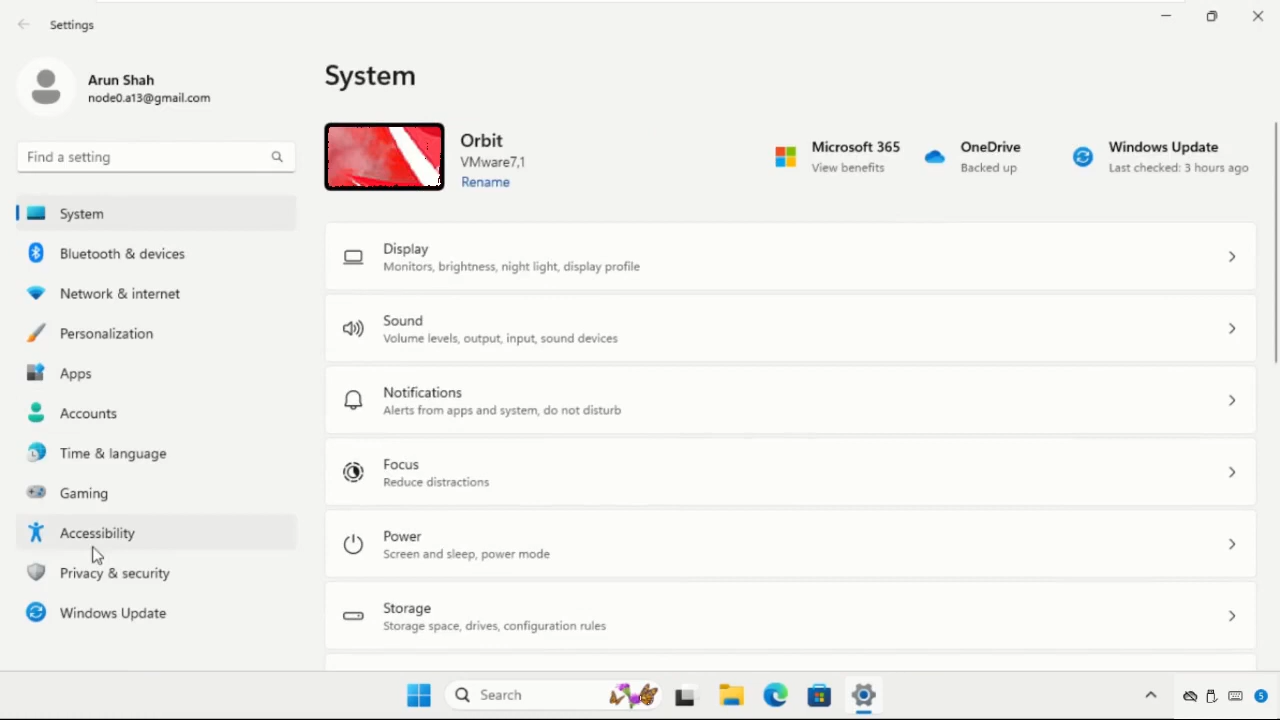 Settings
Arun Shah
node0.a13@gmail.com
Find a setting
System
Bluetooth & devices
Network & internet
Personalization
Apps
Accounts
Time & language
Gaming
Accessibility
Privacy & security
Windows Update
System
Orbit
VMware7,1
Rename
Microsoft 365
View benefits
OneDrive
Backed up
Windows Update
Last checked: 3 hours ago
Display
Monitors, brightness, night light, display profile
Sound
Volume levels, output, input, sound devices
Notifications
Alerts from apps and system, do not disturb
Focus
Reduce distractions
Power
Screen and sleep, power mode
Storage
Storage space, drives, configuration rules
Search
5